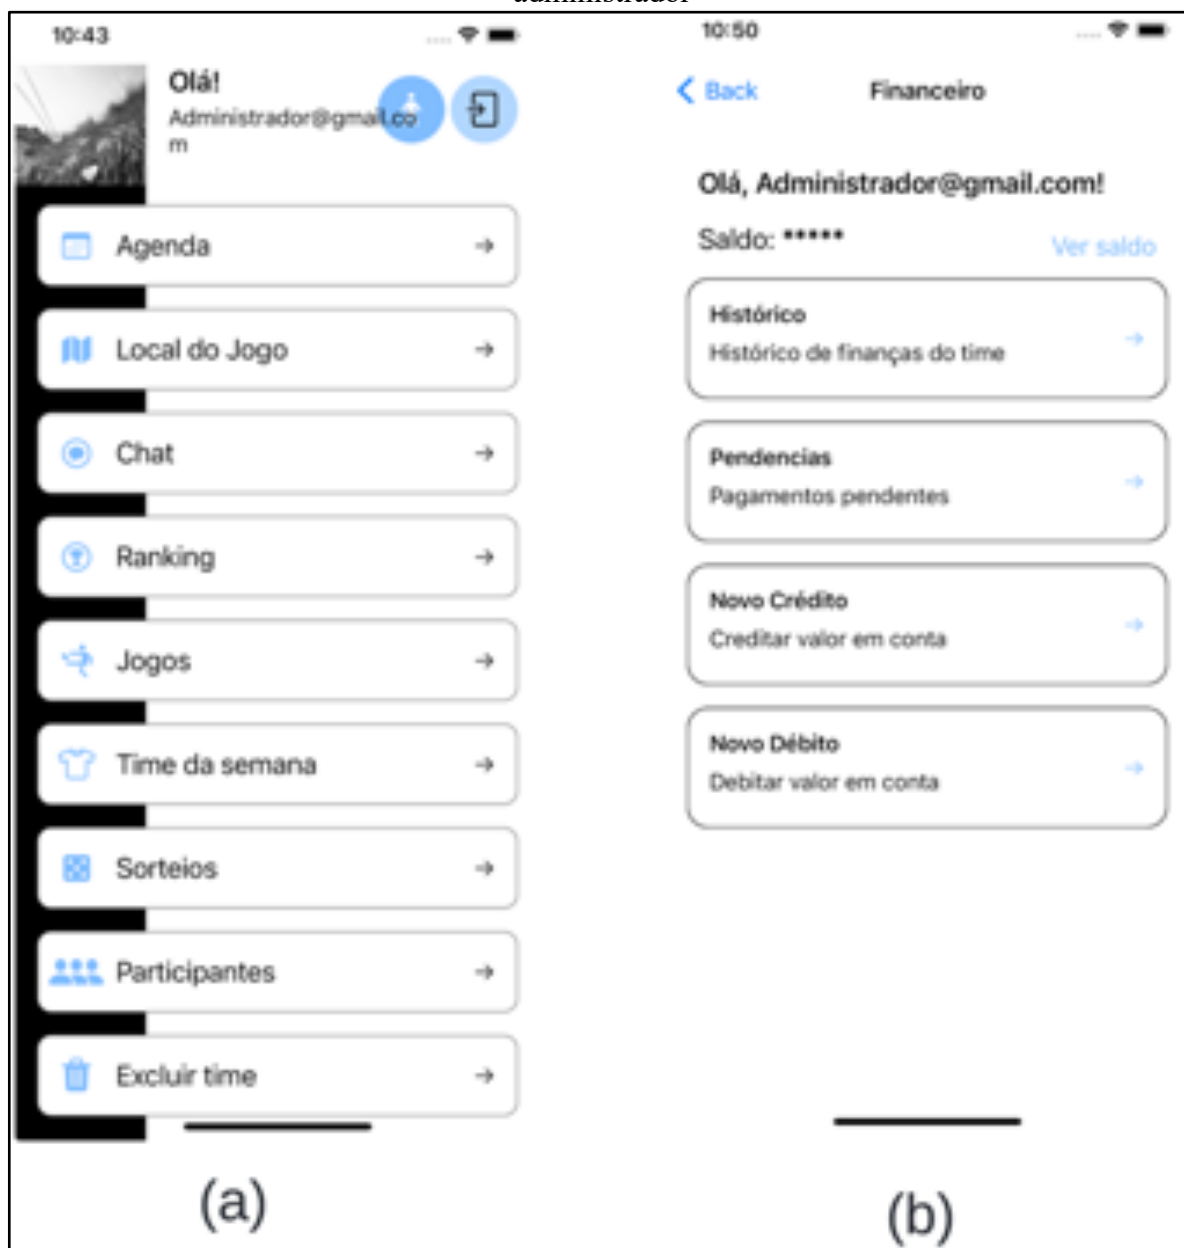 administrador
10:43
Olá!
Administrador@gmail.co
m
Agenda
Local do Jogo
Chat
Ranking
Jogos
Time da semana
Sorteios
Participantes
Excluir time
(a)
10:50
Back
Financeiro
Olá, Administrador@gmail.com!
Saldo: *****
Ver saldo
Histórico
Histórico de finanças do time
Pendencias
Pagamentos pendentes
Novo Crédito
Creditar valor em conta
Novo Débito
Debitar valor em conta
(b)